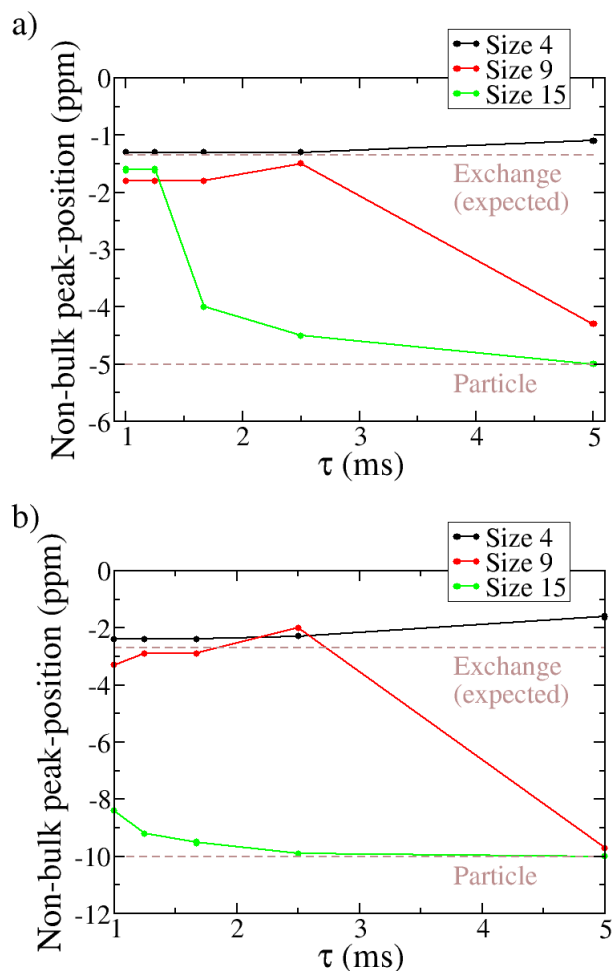 a)
Size 4
Size 9
Size 15
Non-bulk peak-position (ppm)
0
-1
-2
-3
-4
-5
-6
Exchange
(expected)
Particle
1
2
3
4
5
τ (ms)
b)
Size 4
Size 9
Size 15
Non-bulk peak-position (ppm)
0
-2
-4
-6
-8
-10
-12
Exchange
(expected)
Particle
1
2
3
4
5
τ (ms)